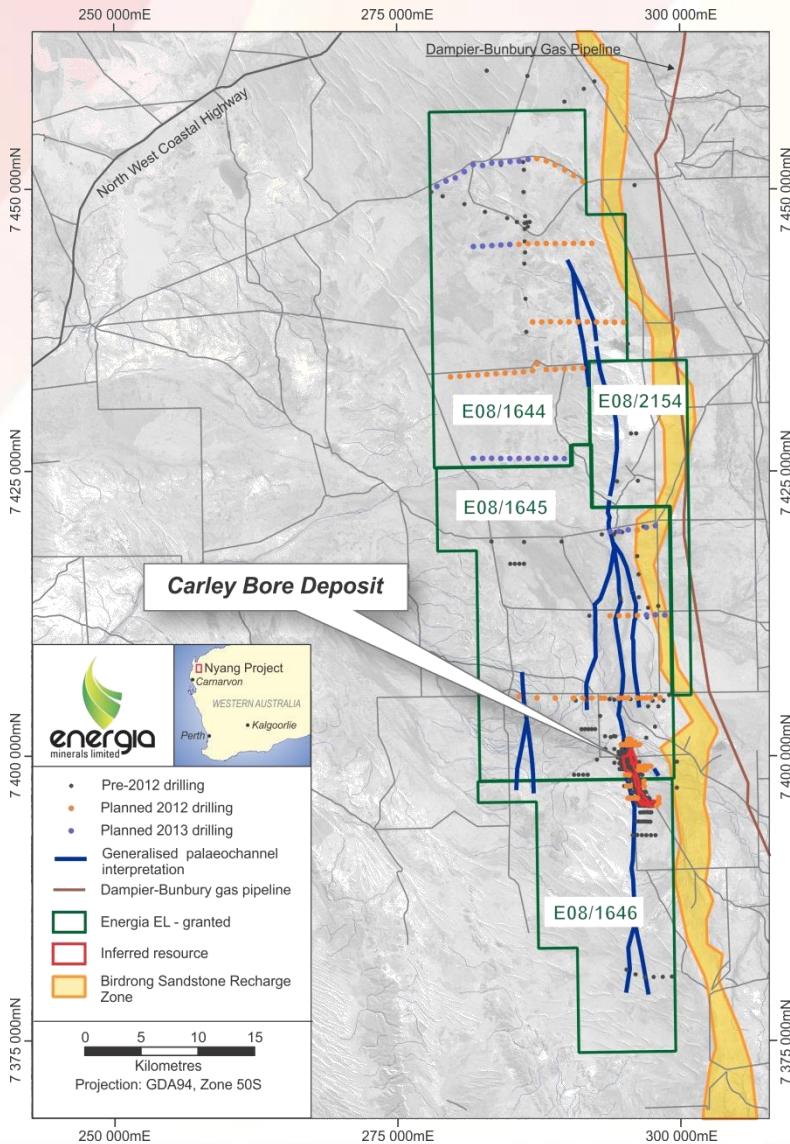 250 000mE
275 000mE
300 000mE
Dampier-Bunbury Gas Pipeline
North West Coastal Highway
7 450 000mN
7 450 000mN
E08/1644
E08/2154
7 425 000mN
7 425 000mN
E08/1645
Carley Bore Deposit
energia
minerals limited
Nyang Project
Carnarvon
WESTERN AUSTRALIA
Kalgoorlie
Perth
7 400 000mN
7 400 000mN
Pre-2012 drilling
Planned 2012 drilling
Planned 2013 drilling
Generalised palaeochannel
interpretation
Dampier-Bunbury gas pipeline
Energia EL - granted
Inferred resource
Birdrong Sandstone Recharge
Zone
E08/1646
0 5 10 15
Kilometres
Projection: GDA94, Zone 50S
7 375 000mN
7 375 000mN
250 000mE
275 000mE
300 000mE